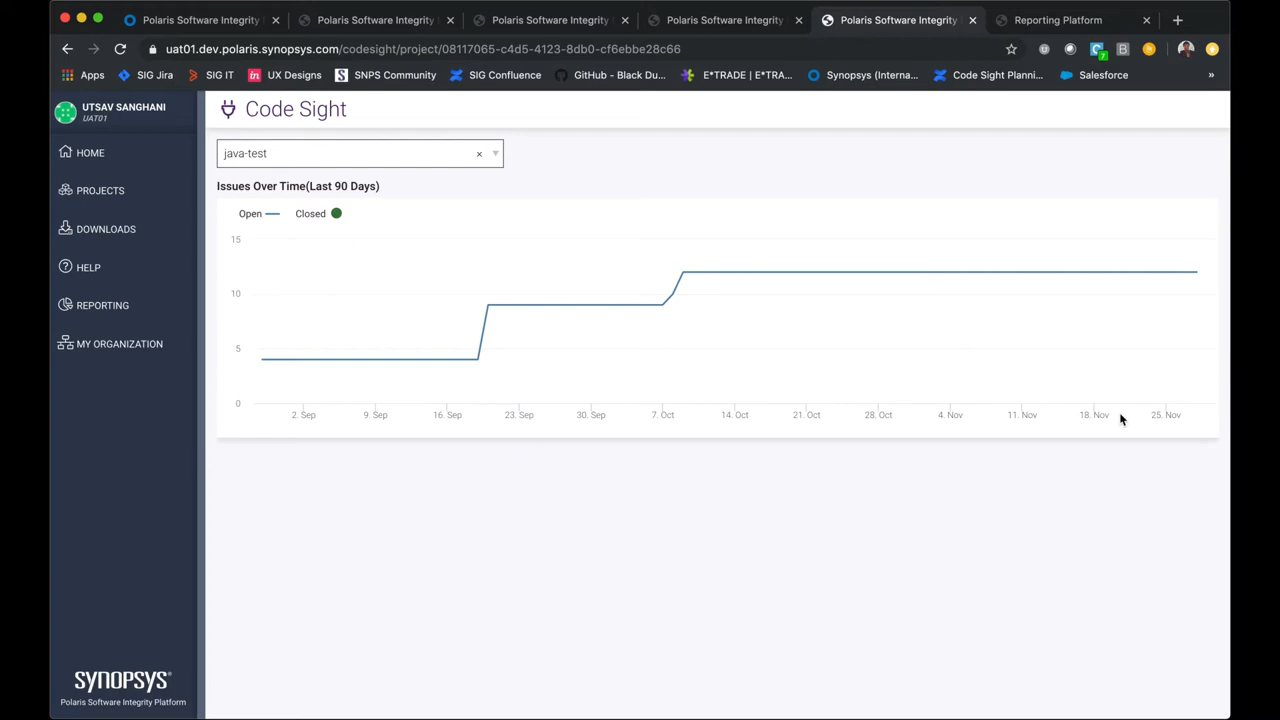 Polaris Software Integrity
Polaris Software Integrity
Polaris Software Integrity
Polaris Software Integrity
Polaris Software Integrity
Reporting Platform
uat01.dev.polaris.synopsys.com/codesight/project/08117065-c4d5-4123-8db0-cf6ebbe28c66
7
B
Apps
SIG Jira
SIG IT
in
UX Designs
S
SNPS Community
SIG Confluence
GitHub - Black Du...
E*TRADE | E*TRA...
Synopsys (Interna...
Code Sight Planni...
Salesforce
»
UTSAV SANGHANI
UAT01
HOME
PROJECTS
DOWNLOADS
HELP
REPORTING
MY ORGANIZATION
SYNOPSYS®
Polaris Software Integrity Platform
Code Sight
java-test
Issues Over Time(Last 90 Days)
Open Closed
15
10
5
0
2. Sep 9. Sep 16. Sep 23. Sep 30. Sep 7. Oct 14. Oct 21. Oct 28. Oct 4. Nov 11. Nov 18. Nov 25. Nov